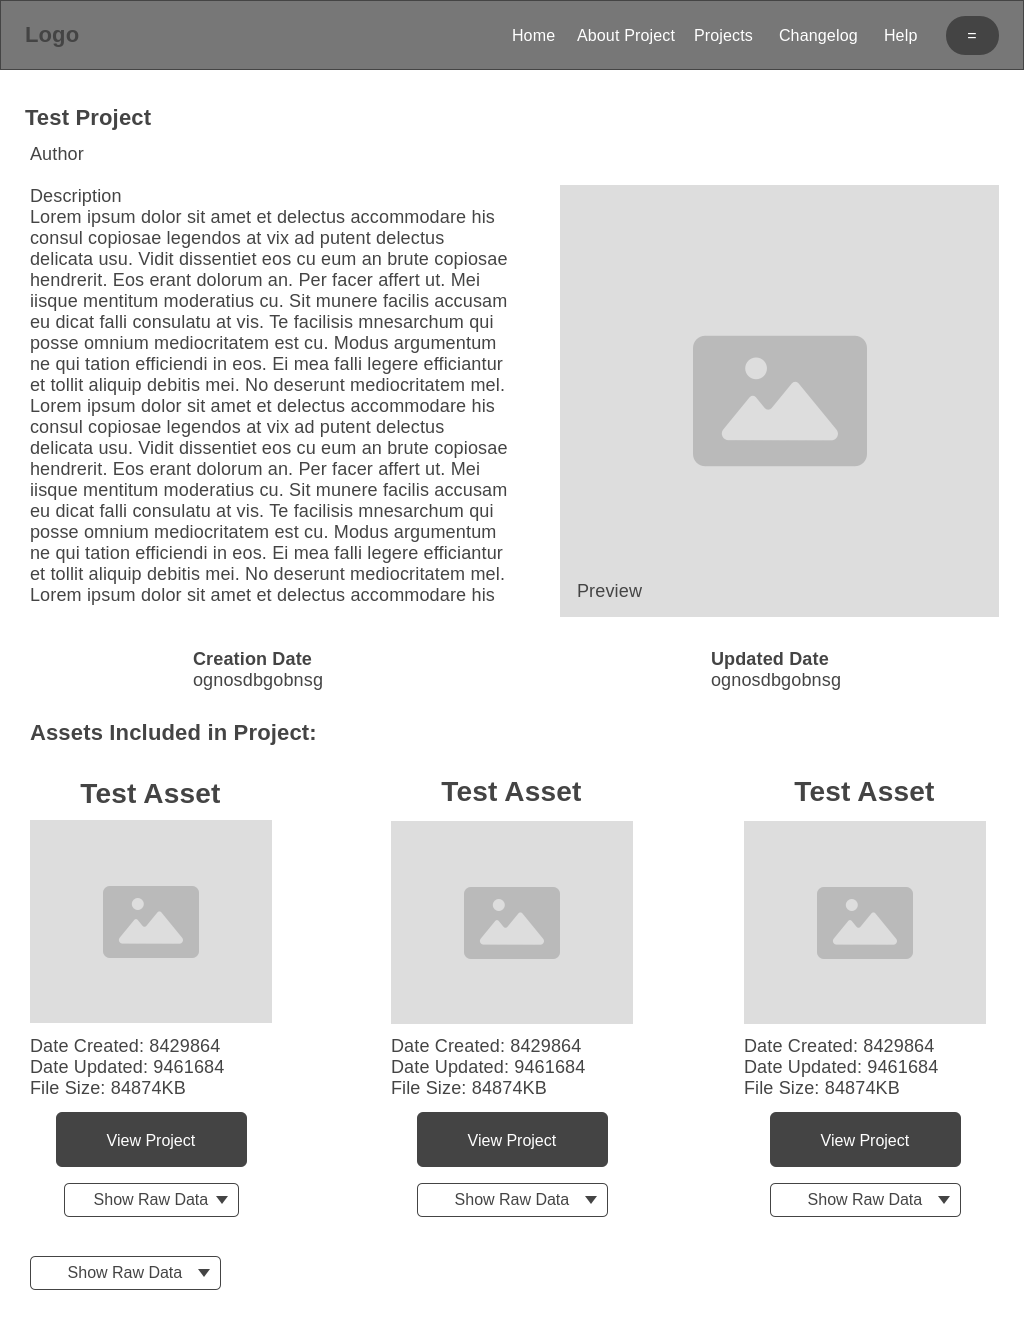 Logo
Home
About Project
Projects
Changelog
Help
=
Test Project
Author
Description
Lorem ipsum dolor sit amet et delectus accommodare his
consul copiosae legendos at vix ad putent delectus
delicata usu. Vidit dissentiet eos cu eum an brute copiosae
hendrerit. Eos erant dolorum an. Per facer affert ut. Mei
iisque mentitum moderatius cu. Sit munere facilis accusam
eu dicat falli consulatu at vis. Te facilisis mnesarchum qui
posse omnium mediocritatem est cu. Modus argumentum
ne qui tation efficiendi in eos. Ei mea falli legere efficiantur
et tollit aliquip debitis mei. No deserunt mediocritatem mel.
Lorem ipsum dolor sit amet et delectus accommodare his
consul copiosae legendos at vix ad putent delectus
delicata usu. Vidit dissentiet eos cu eum an brute copiosae
hendrerit. Eos erant dolorum an. Per facer affert ut. Mei
iisque mentitum moderatius cu. Sit munere facilis accusam
eu dicat falli consulatu at vis. Te facilisis mnesarchum qui
posse omnium mediocritatem est cu. Modus argumentum
ne qui tation efficiendi in eos. Ei mea falli legere efficiantur
et tollit aliquip debitis mei. No deserunt mediocritatem mel.
Lorem ipsum dolor sit amet et delectus accommodare his
Preview
Creation Date
ognosdbgobnsg
Updated Date
ognosdbgobnsg
Assets Included in Project:
Test Asset
Date Created: 8429864
Date Updated: 9461684
File Size: 84874KB
View Project
Show Raw Data
Test Asset
Date Created: 8429864
Date Updated: 9461684
File Size: 84874KB
View Project
Show Raw Data
Test Asset
Date Created: 8429864
Date Updated: 9461684
File Size: 84874KB
View Project
Show Raw Data
Show Raw Data